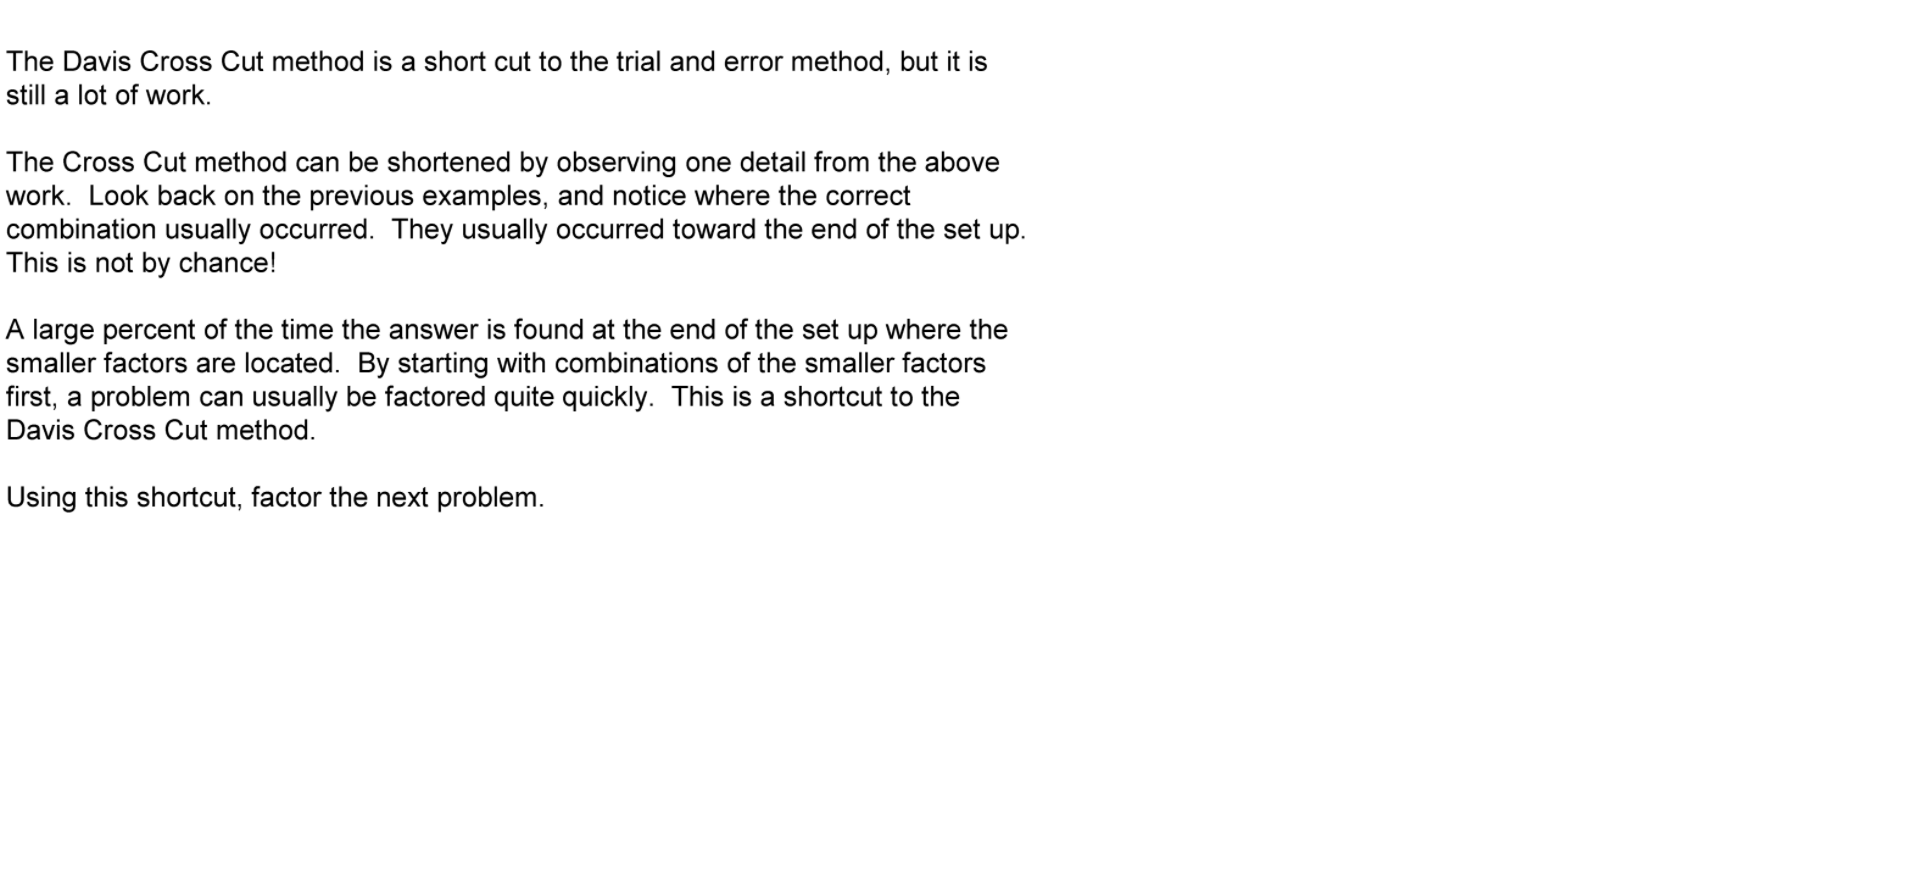 The Davis Cross Cut method is a short cut to the trial and error method, but it is
still a lot of work.
The Cross Cut method can be shortened by observing one detail from the above
work.  Look back on the previous examples, and notice where the correct
combination usually occurred.  They usually occurred toward the end of the set up.
This is not by chance!
A large percent of the time the answer is found at the end of the set up where the
smaller factors are located.  By starting with combinations of the smaller factors
first, a problem can usually be factored quite quickly.  This is a shortcut to the
Davis Cross Cut method.
Using this shortcut, factor the next problem.